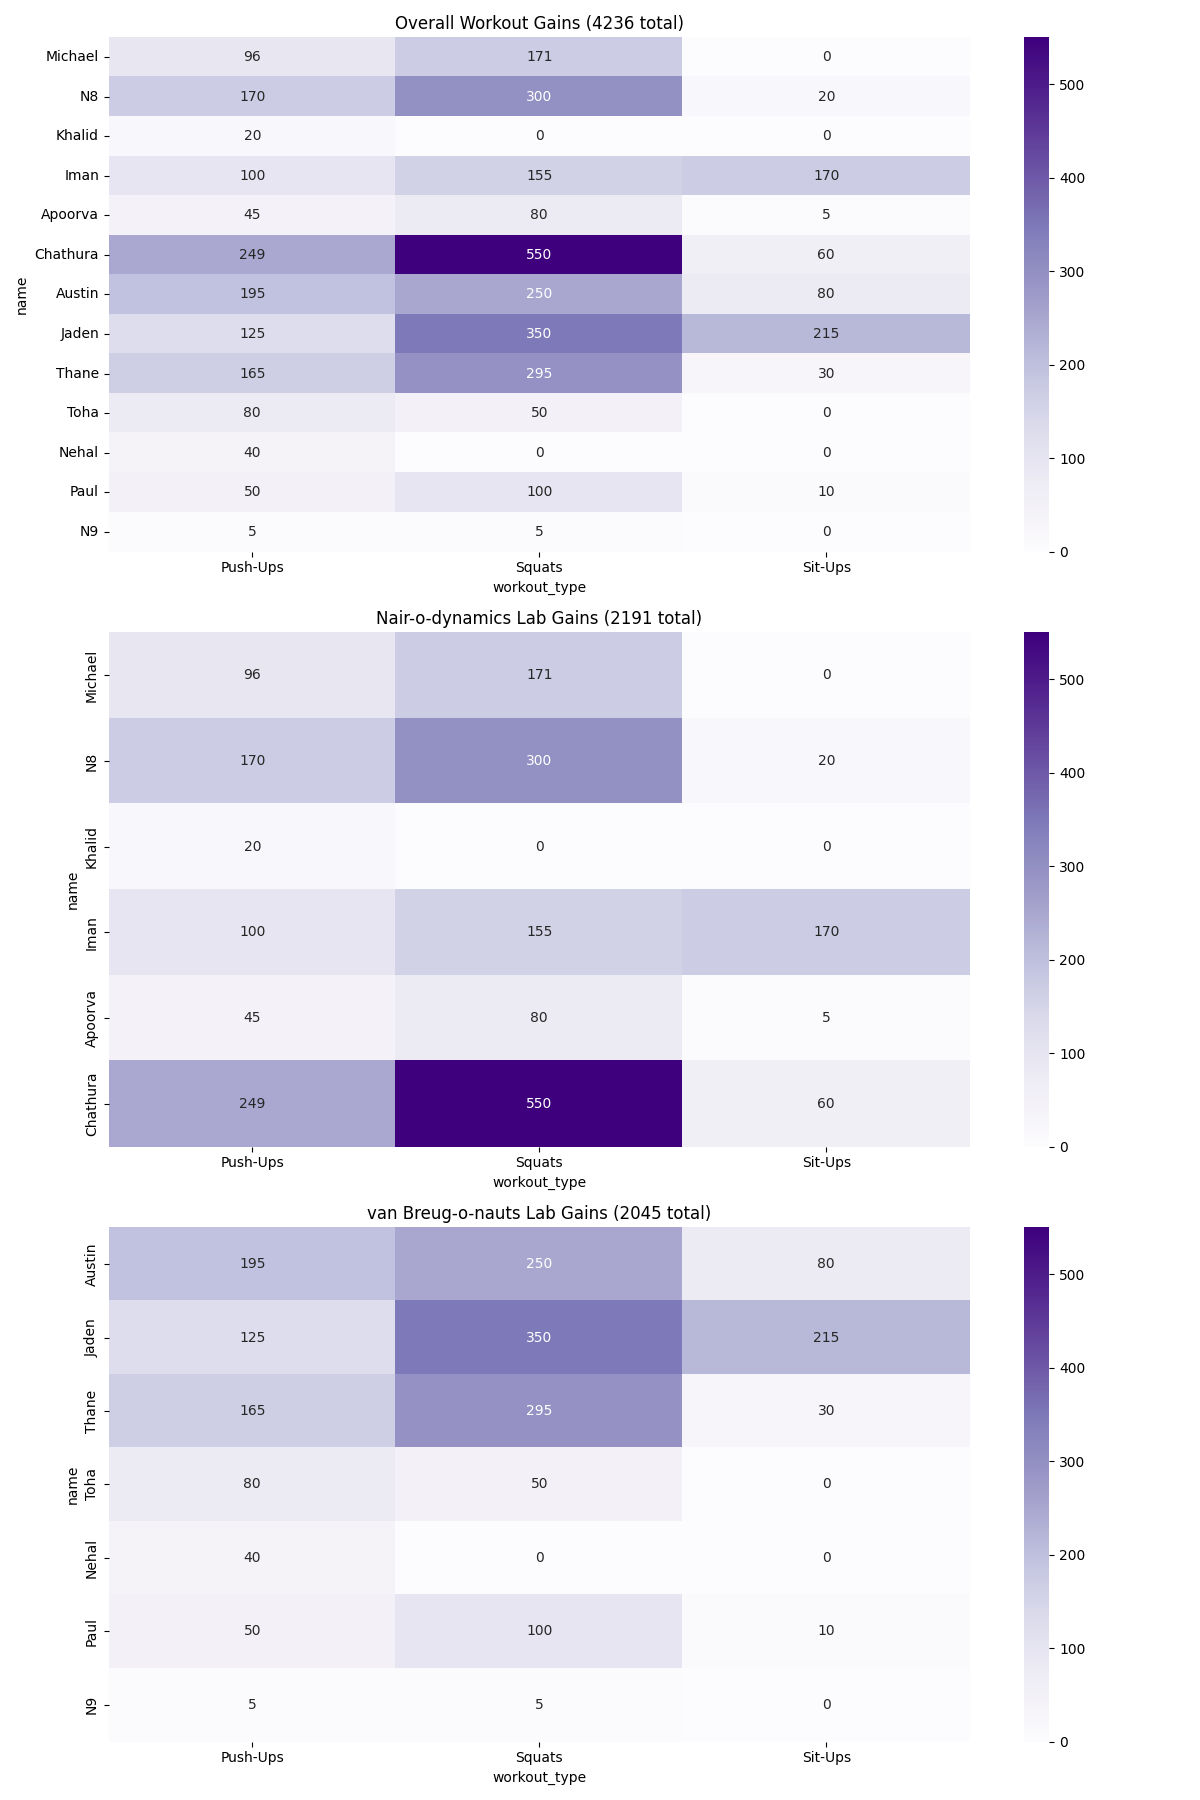 Overall Workout Gains (4236 total)
Michael 96 171 0
N8 170 300 20
Khalid 20 0 0
Iman 100 155 170
Apoorva 45 80 5
Chathura 249 550 60
Austin 195 250 80
Jaden 125 350 215
Thane 165 295 30
Toha 80 50 0
Nehal 40 0 0
Paul 50 100 10
N9 5 5 0
name
Push-Ups Squats Sit-Ups
workout_type
500
400
300
200
100
0
Nair-o-dynamics Lab Gains (2191 total)
Michael 96 171 0
N8 170 300 20
Khalid 20 0 0
Iman 100 155 170
Apoorva 45 80 5
Chathura 249 550 60
name
Push-Ups Squats Sit-Ups
workout_type
500
400
300
200
100
0
van Breug-o-nauts Lab Gains (2045 total)
Austin 195 250 80
Jaden 125 350 215
Thane 165 295 30
Toha 80 50 0
Nehal 40 0 0
Paul 50 100 10
N9 5 5 0
name
Push-Ups Squats Sit-Ups
workout_type
500
400
300
200
100
0